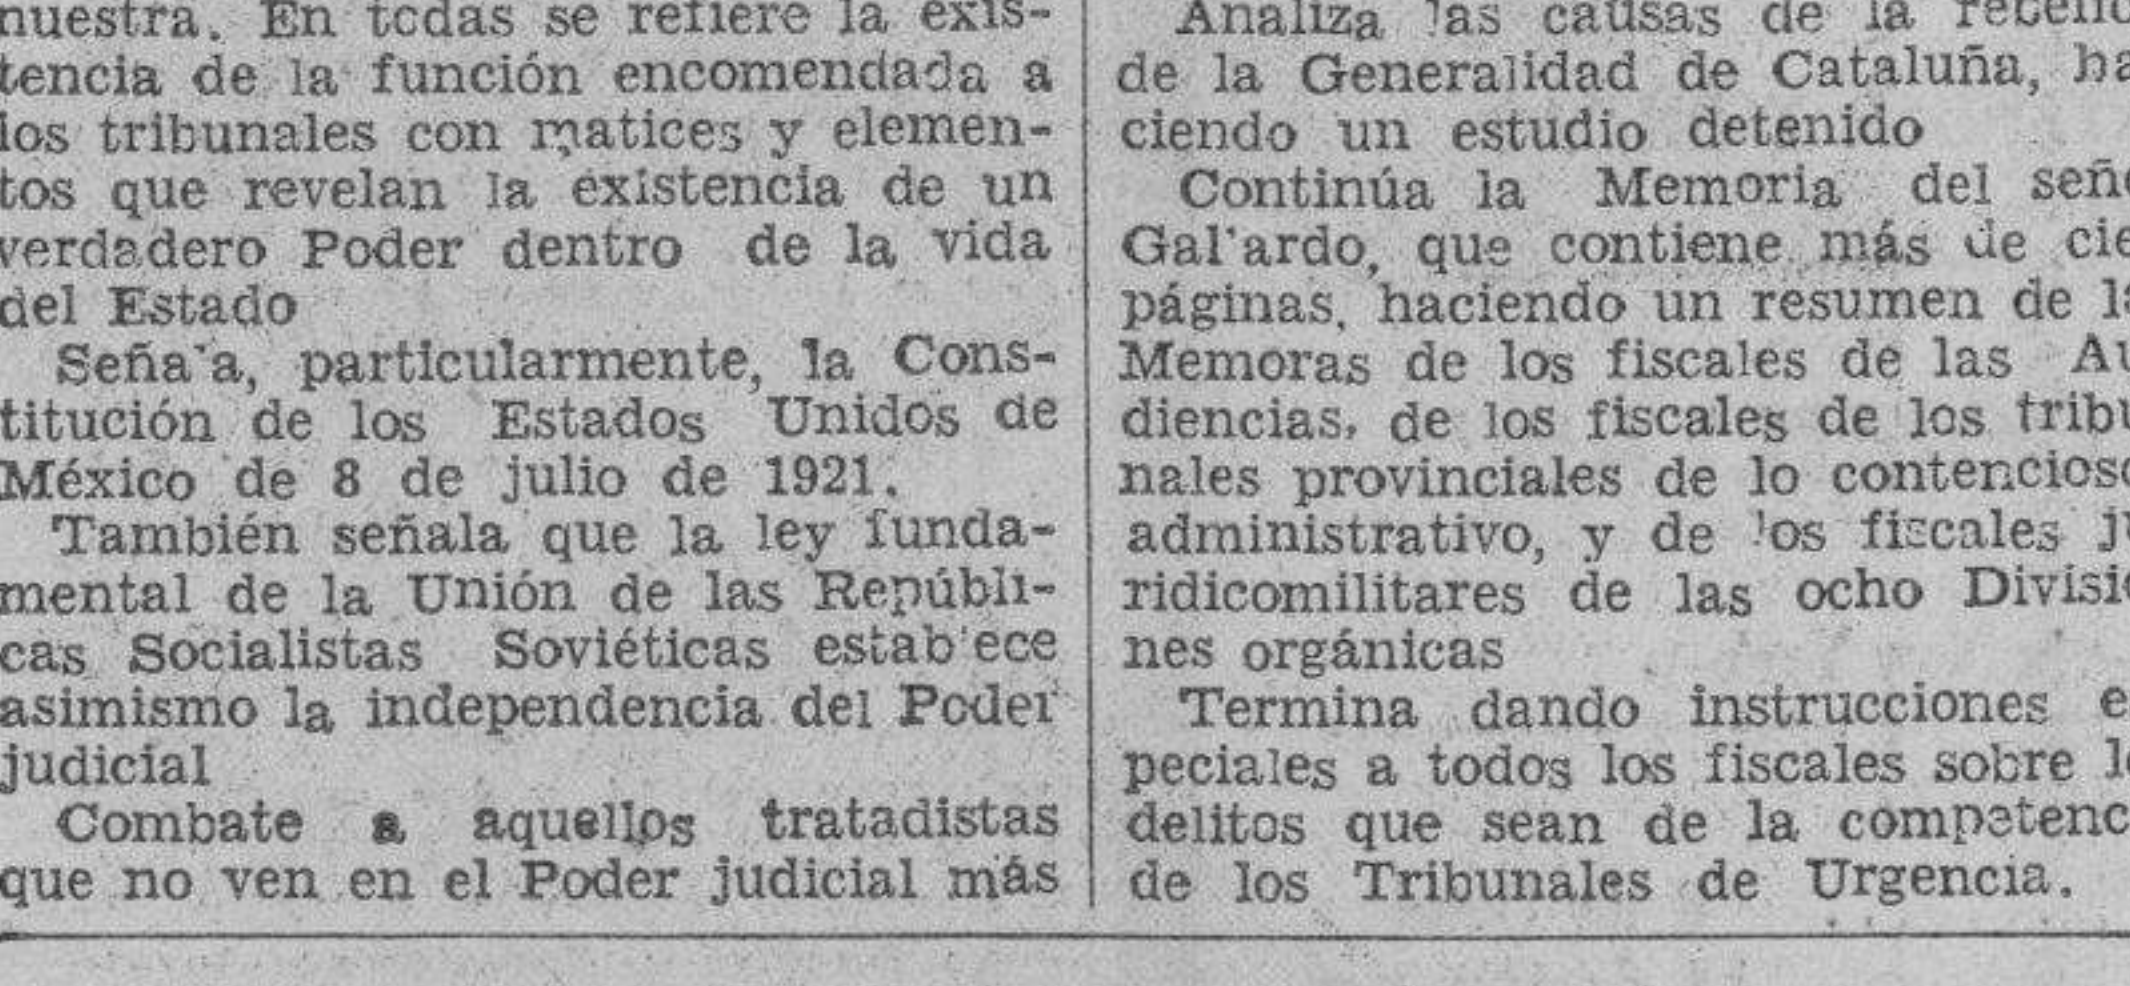 nuestra. En todas se refiere la exis-
tencia de la función encomendada a
los tribunales con matices y elemen-
tos que revelan la existencia de un
verdadero Poder dentro de la vida
del Estado
Señala, particularmente, la Cons-
titución de los Estados Unidos de
México de 8 de julio de 1921.
También señala que la ley funda-
mental de la Unión de las Repúbli-
cas Socialistas Soviéticas establece
asimismo la independencia del Poder
judicial
Combate a aquellos tratadistas
que no ven en el Poder judicial más
Analiza las causas de la
de la Generalidad de Cataluña,
ciendo un estudio detenido
Continúa la Memoria del
Gallardo, que contiene más de
páginas, haciendo un resumen de
Memoras de los fiscales de las
diencias, de los fiscales de los
nales provinciales de lo
administrativo, y de los fiscales
ridicomilitares de las ocho
nes orgánicas
Termina dando instrucciones
peciales a todos los fiscales sobre
delitos que sean de la
de los Tribunales de Urgencia.